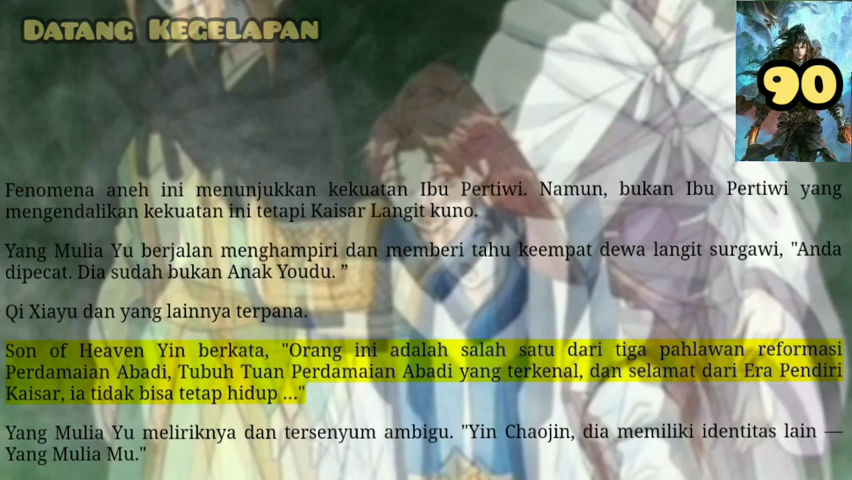 Datang Kegelapan
90
Fenomena aneh ini menunjukkan kekuatan Ibu Pertiwi. Namun, bukan Ibu Pertiwi yang
mengendalikan kekuatan ini tetapi Kaisar Langit kuno.
Yang Mulia Yu berjalan menghampiri dan memberi tahu keempat dewa langit surgawi, "Anda
dipecat. Dia sudah bukan Anak Youdu. ”
Qi Xiayu dan yang lainnya terpana.
Son of Heaven Yin berkata, "Orang ini adalah salah satu dari tiga pahlawan reformasi
Perdamaian Abadi, Tubuh Tuan Perdamaian Abadi yang terkenal, dan selamat dari Era Pendiri
Kaisar, ia tidak bisa tetap hidup ..."
Yang Mulia Yu meliriknya dan tersenyum ambigu. "Yin Chaojin, dia memiliki identitas lain —
Yang Mulia Mu."